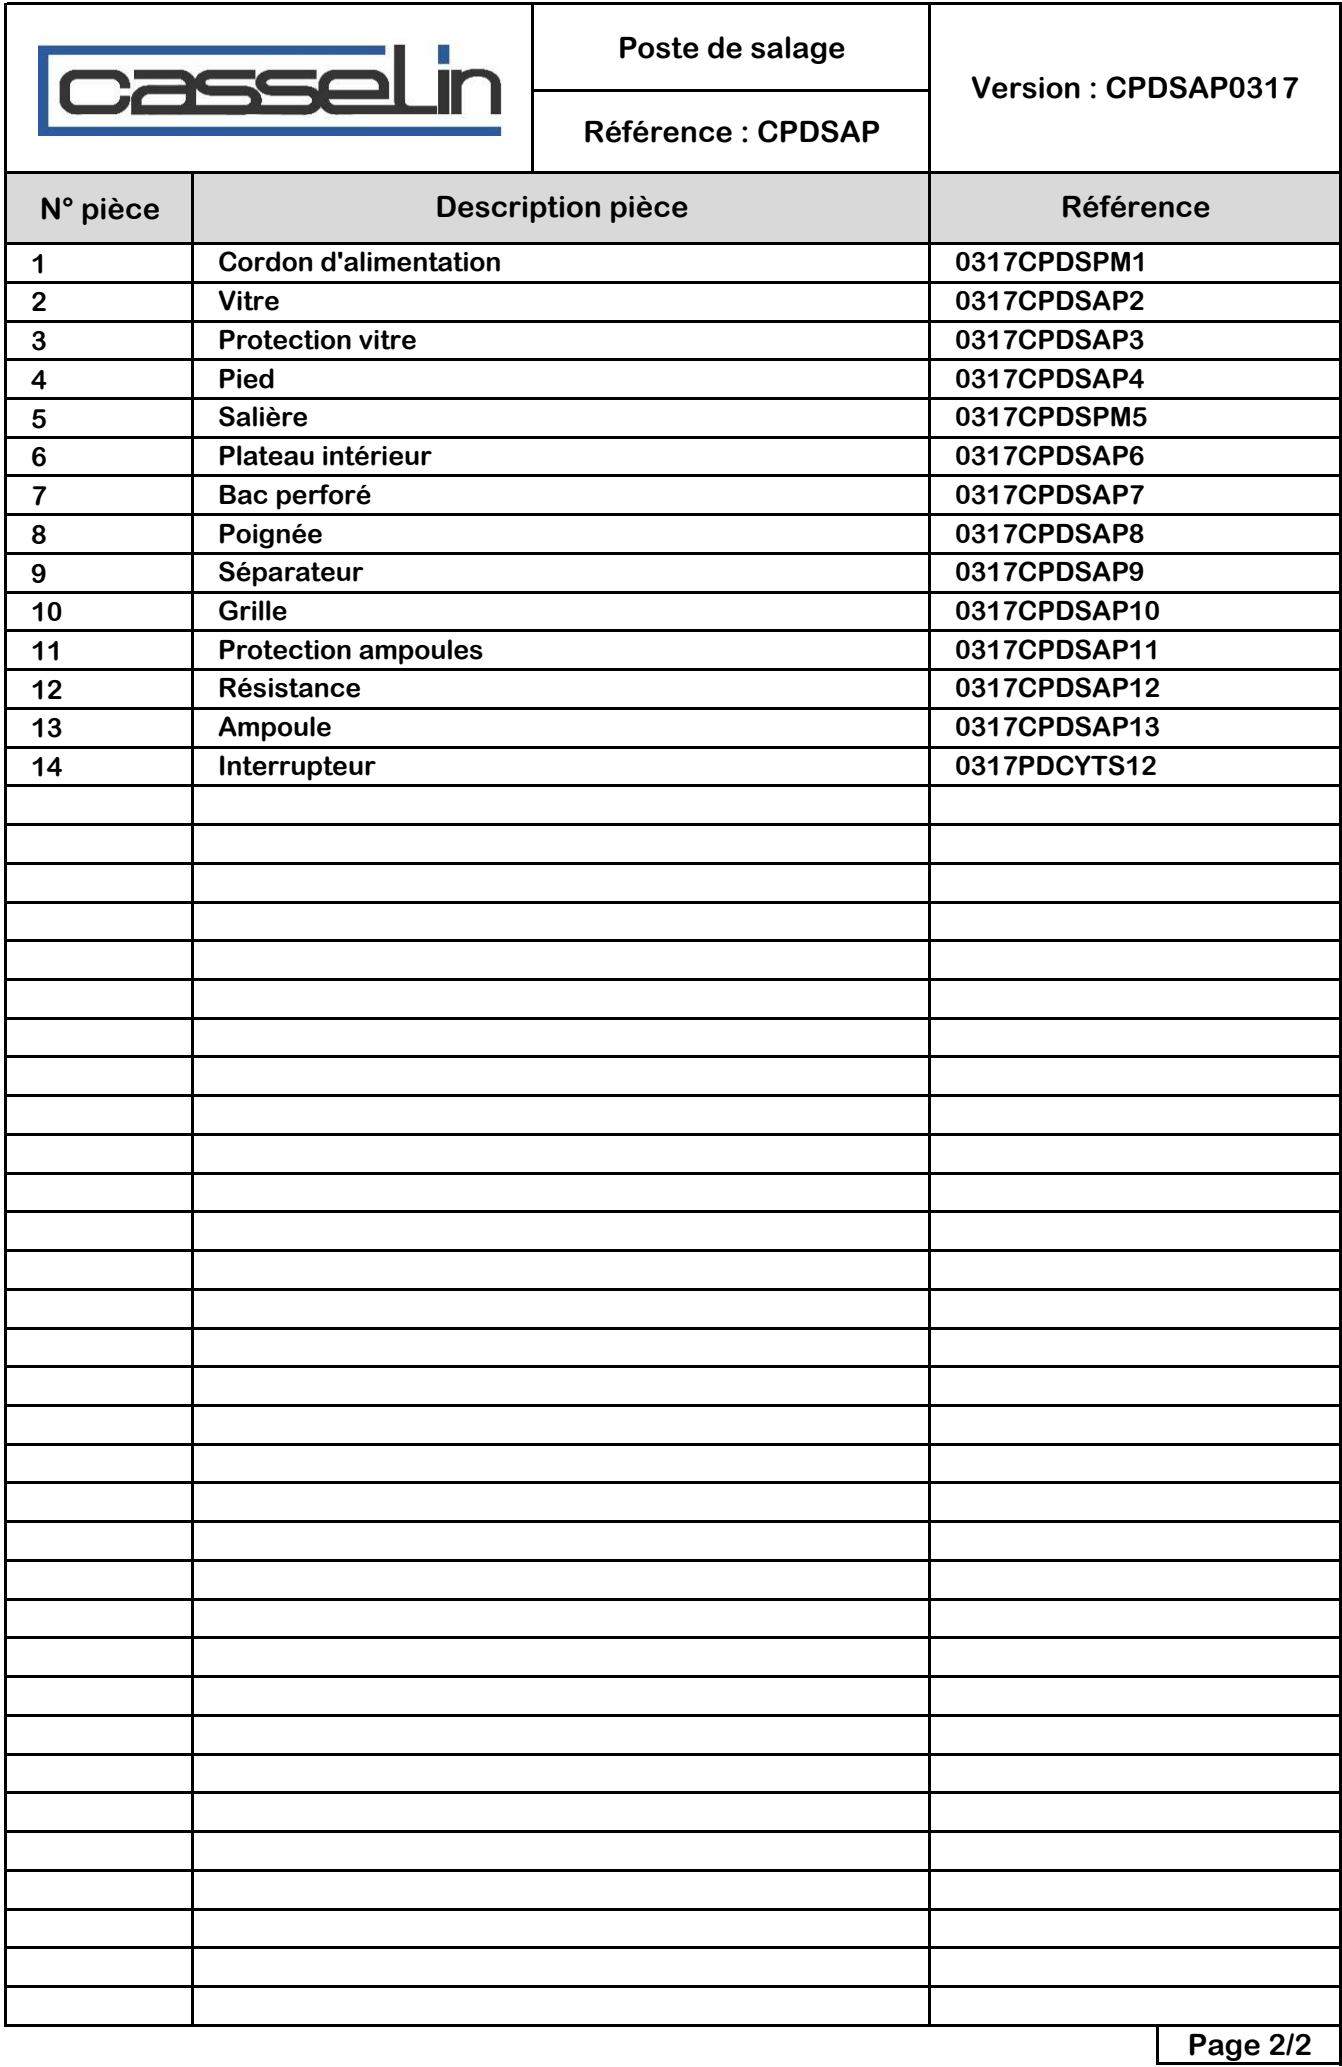 casselin
Poste de salage
Référence : CPDSAP
Version : CPDSAP0317
N° pièce Description pièce Référence
1 Cordon d'alimentation 0317CPDSPM1
2 Vitre 0317CPDSAP2
3 Protection vitre 0317CPDSAP3
4 Pied 0317CPDSAP4
5 Salière 0317CPDSPM5
6 Plateau intérieur 0317CPDSAP6
7 Bac perforé 0317CPDSAP7
8 Poignée 0317CPDSAP8
9 Séparateur 0317CPDSAP9
10 Grille 0317CPDSAP10
11 Protection ampoules 0317CPDSAP11
12 Résistance 0317CPDSAP12
13 Ampoule 0317CPDSAP13
14 Interrupteur 0317PDCYTS12
Page 2/2